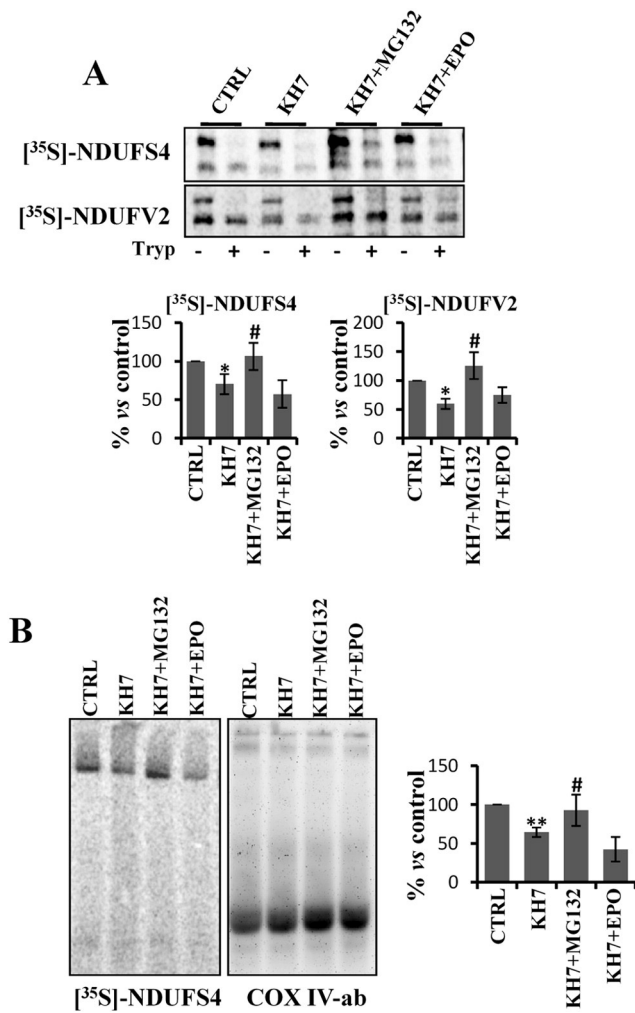 A
CTRL
KH7
KH7+MG132
KH7+EPO
[³⁵S]-NDUFS4
[³⁵S]-NDUFV2
Tryp - + - + - + - +
[³⁵S]-NDUFS4
% vs control
150
100
50
0
*
#
CTRL
KH7
KH7+MG132
KH7+EPO
[³⁵S]-NDUFV2
% vs control
200
150
100
50
0
*
#
CTRL
KH7
KH7+MG132
KH7+EPO
B
CTRL
KH7
KH7+MG132
KH7+EPO
[³⁵S]-NDUFS4
CTRL
KH7
KH7+MG132
KH7+EPO
COX IV-ab
% vs control
150
100
50
0
**
#
CTRL
KH7
KH7+MG132
KH7+EPO